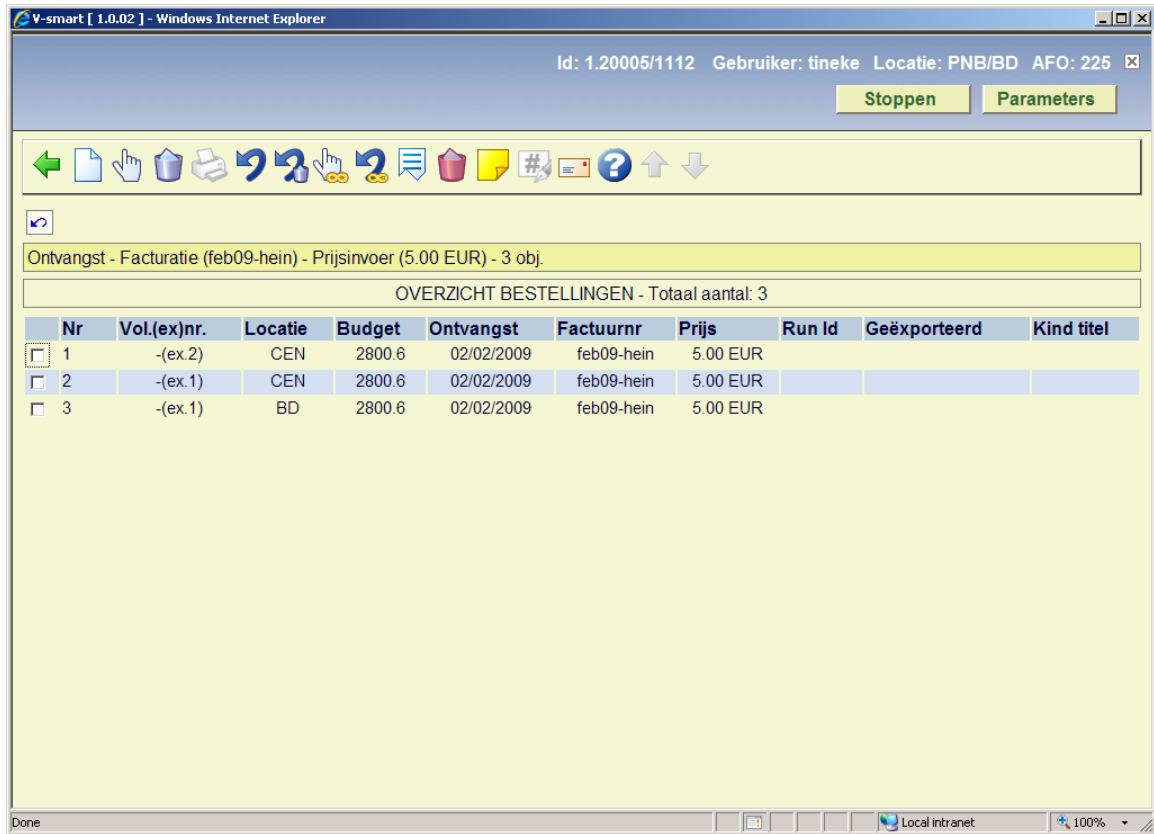 V-smart [ 1.0.02 ] - Windows Internet Explorer
Id: 1.20005/1112 Gebruiker: tineke Locatie: PNB/BD AFO: 225
Stoppen Parameters
Ontvangst - Facturatie (feb09-hein) - Prijsinvoer (5.00 EUR) - 3 obj.
OVERZICHT BESTELLINGEN - Totaal aantal: 3
Nr Vol.(ex)nr. Locatie Budget Ontvangst Factuurnr Prijs Run Id Geëxporteerd Kind titel
1 -(ex.2) CEN 2800.6 02/02/2009 feb09-hein 5.00 EUR
2 -(ex.1) CEN 2800.6 02/02/2009 feb09-hein 5.00 EUR
3 -(ex.1) BD 2800.6 02/02/2009 feb09-hein 5.00 EUR
Done Local intranet 100%